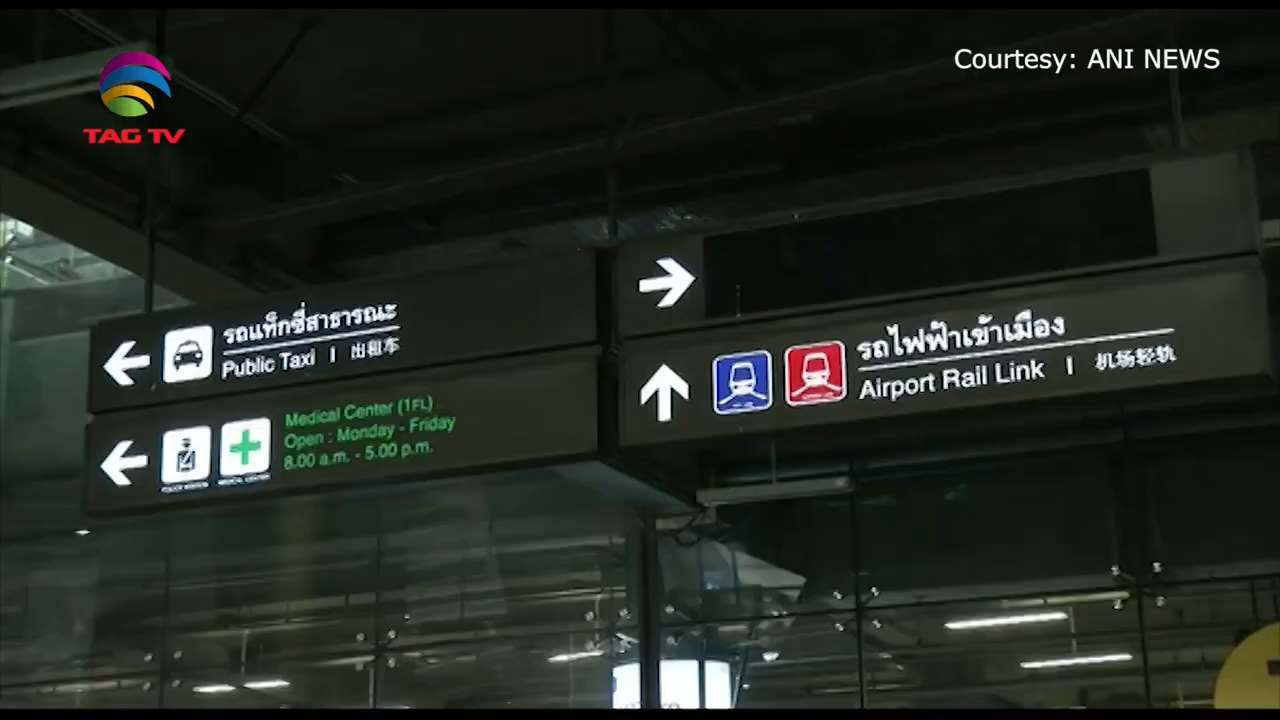 TAG TV
Courtesy: ANI NEWS
รถแท็กซี่สาธารณะ
Public Taxi | 出租车
Medical Center (1FL)
Open : Monday - Friday
8.00 a.m. - 5.00 p.m.
MEDICAL CENTER
รถไฟฟ้าเข้าเมือง
Airport Rail Link | 机场轻轨